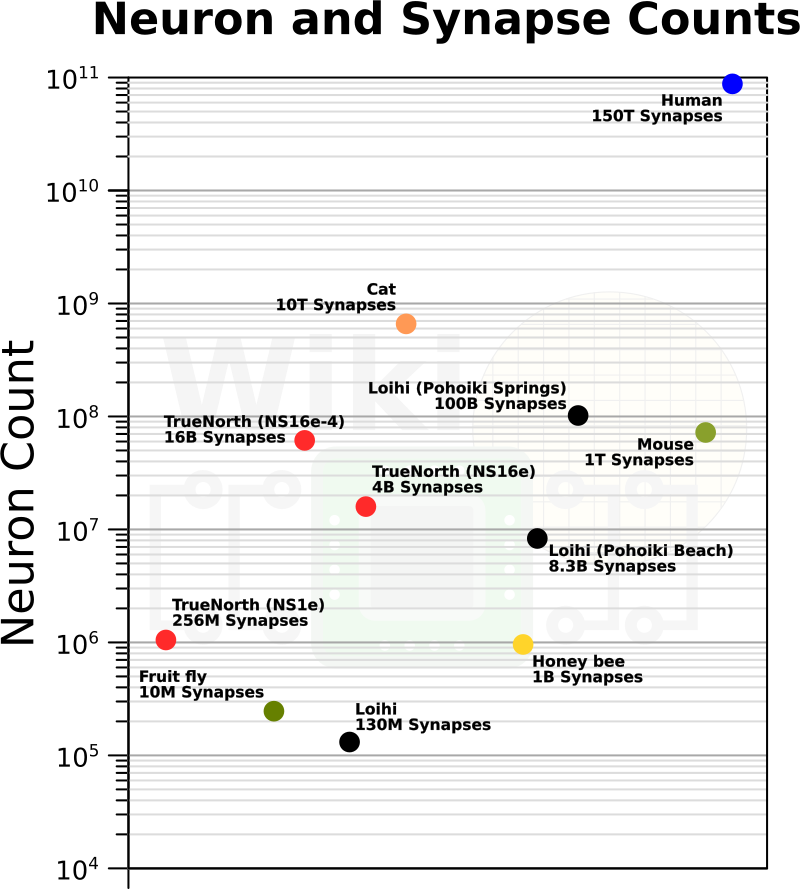 Neuron and Synapse Counts
10¹¹
Human
150T Synapses
10¹⁰
Cat
10T Synapses
10⁹
Wiki
Loihi (Pohoiki Springs)
100B Synapses
10⁸
TrueNorth (NS16e-4)
16B Synapses
Mouse
1T Synapses
TrueNorth (NS16e)
4B Synapses
10⁷
Loihi (Pohoiki Beach)
8.3B Synapses
TrueNorth (NS1e)
256M Synapses
10⁶
Honey bee
1B Synapses
Fruit fly
10M Synapses
Loihi
130M Synapses
10⁵
10⁴
Neuron Count